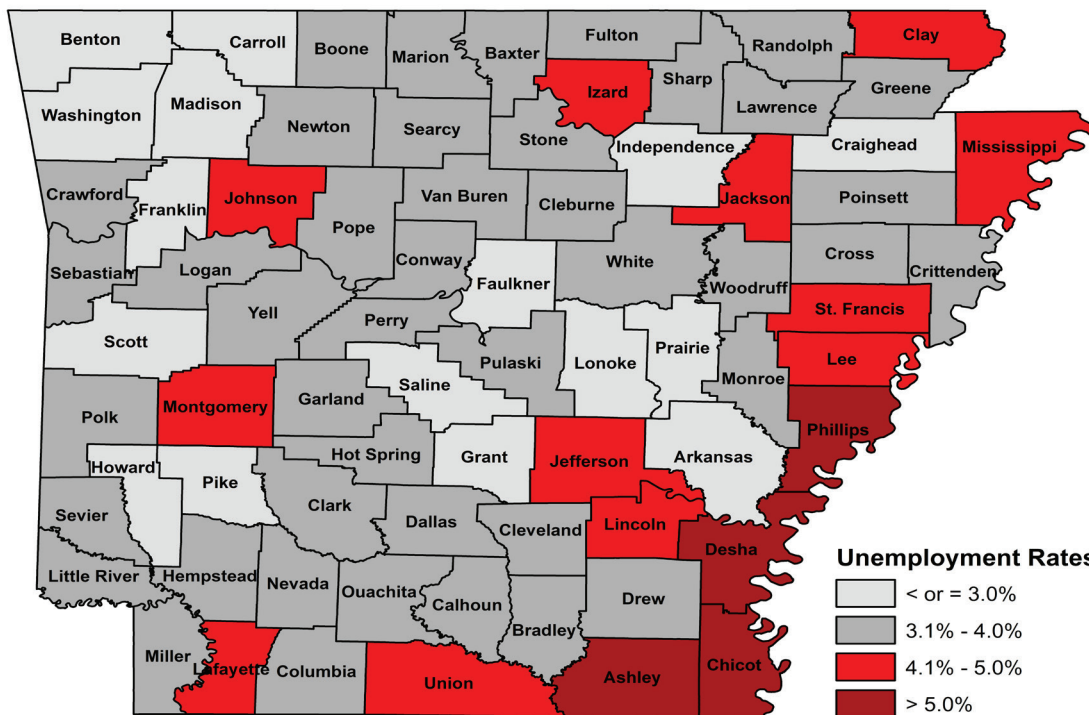 Benton
Carroll
Boone
Marion
Baxter
Fulton
Randolph
Clay
Izard
Sharp
Greene
Washington
Madison
Newton
Searcy
Stone
Lawrence
Independence
Craighead
Mississippi
Crawford
Franklin
Johnson
Pope
Van Buren
Cleburne
Jackson
Poinsett
Sebastian
Logan
Conway
Faulkner
White
Woodruff
Cross
Crittenden
Yell
Perry
St. Francis
Scott
Pulaski
Lonoke
Prairie
Lee
Saline
Monroe
Polk
Montgomery
Garland
Phillips
Howard
Pike
Hot Spring
Grant
Jefferson
Arkansas
Sevier
Clark
Dallas
Cleveland
Lincoln
Desha
Little River
Hempstead
Nevada
Ouachita
Calhoun
Drew
Bradley
Miller
Lafayette
Columbia
Union
Ashley
Chicot
Unemployment Rates
< or = 3.0%
3.1% - 4.0%
4.1% - 5.0%
> 5.0%